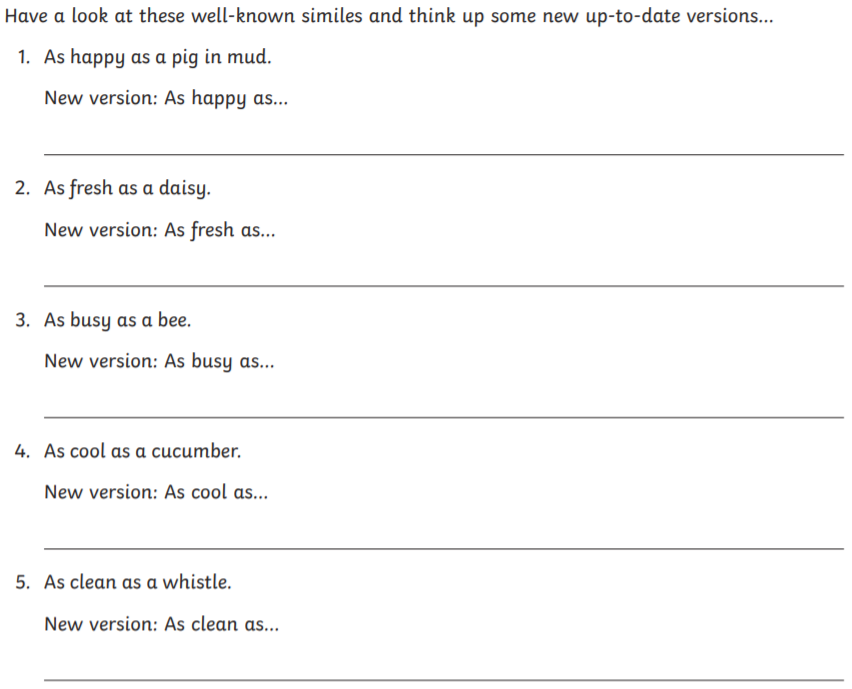 Have a look at these well-known similes and think up some new up-to-date versions...
1. As happy as a pig in mud.
New version: As happy as...
2. As fresh as a daisy.
New version: As fresh as...
3. As busy as a bee.
New version: As busy as...
4. As cool as a cucumber.
New version: As cool as...
5. As clean as a whistle.
New version: As clean as...